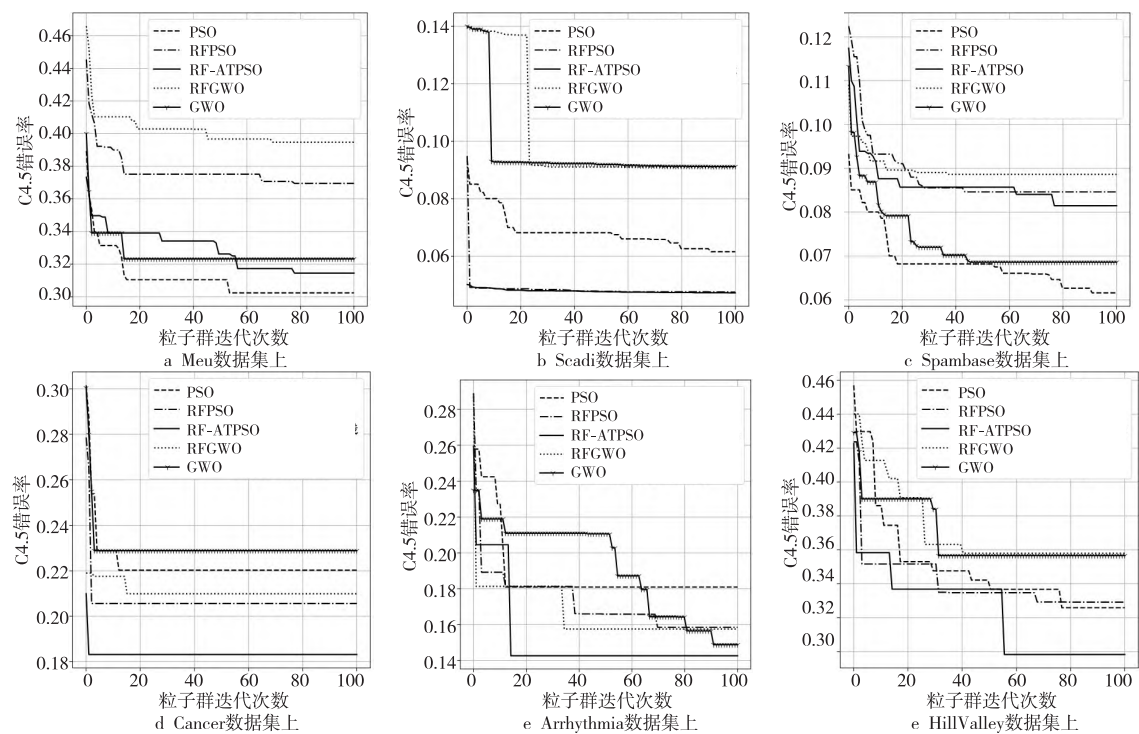 0.46
0.44
0.42
0.40
0.38
0.36
0.34
0.32
0.30
C4.5错误率
PSO
RFPSO
RF-ATPSO
RFGWO
GWO
0 20 40 60 80 100
粒子群迭代次数
a Meu数据集上
0.14
0.12
0.10
0.08
0.06
C4.5错误率
PSO
RFPSO
RF-ATPSO
RFGWO
GWO
0 20 40 60 80 100
粒子群迭代次数
b Scadi数据集上
0.12
0.11
0.10
0.09
0.08
0.07
0.06
C4.5错误率
PSO
RFPSO
RF-ATPSO
RFGWO
GWO
0 20 40 60 80 100
粒子群迭代次数
c Spambase数据集上
0.30
0.28
0.26
0.24
0.22
0.20
0.18
C4.5错误率
PSO
RFPSO
RF-ATPSO
RFGWO
GWO
0 20 40 60 80 100
粒子群迭代次数
d Cancer数据集上
0.28
0.26
0.24
0.22
0.20
0.18
0.16
0.14
C4.5错误率
PSO
RFPSO
RF-ATPSO
RFGWO
GWO
0 20 40 60 80 100
粒子群迭代次数
e Arrhythmia数据集上
0.46
0.44
0.42
0.40
0.38
0.36
0.34
0.32
0.30
C4.5错误率
PSO
RFPSO
RF-ATPSO
RFGWO
GWO
0 20 40 60 80 100
粒子群迭代次数
e HillValley数据集上